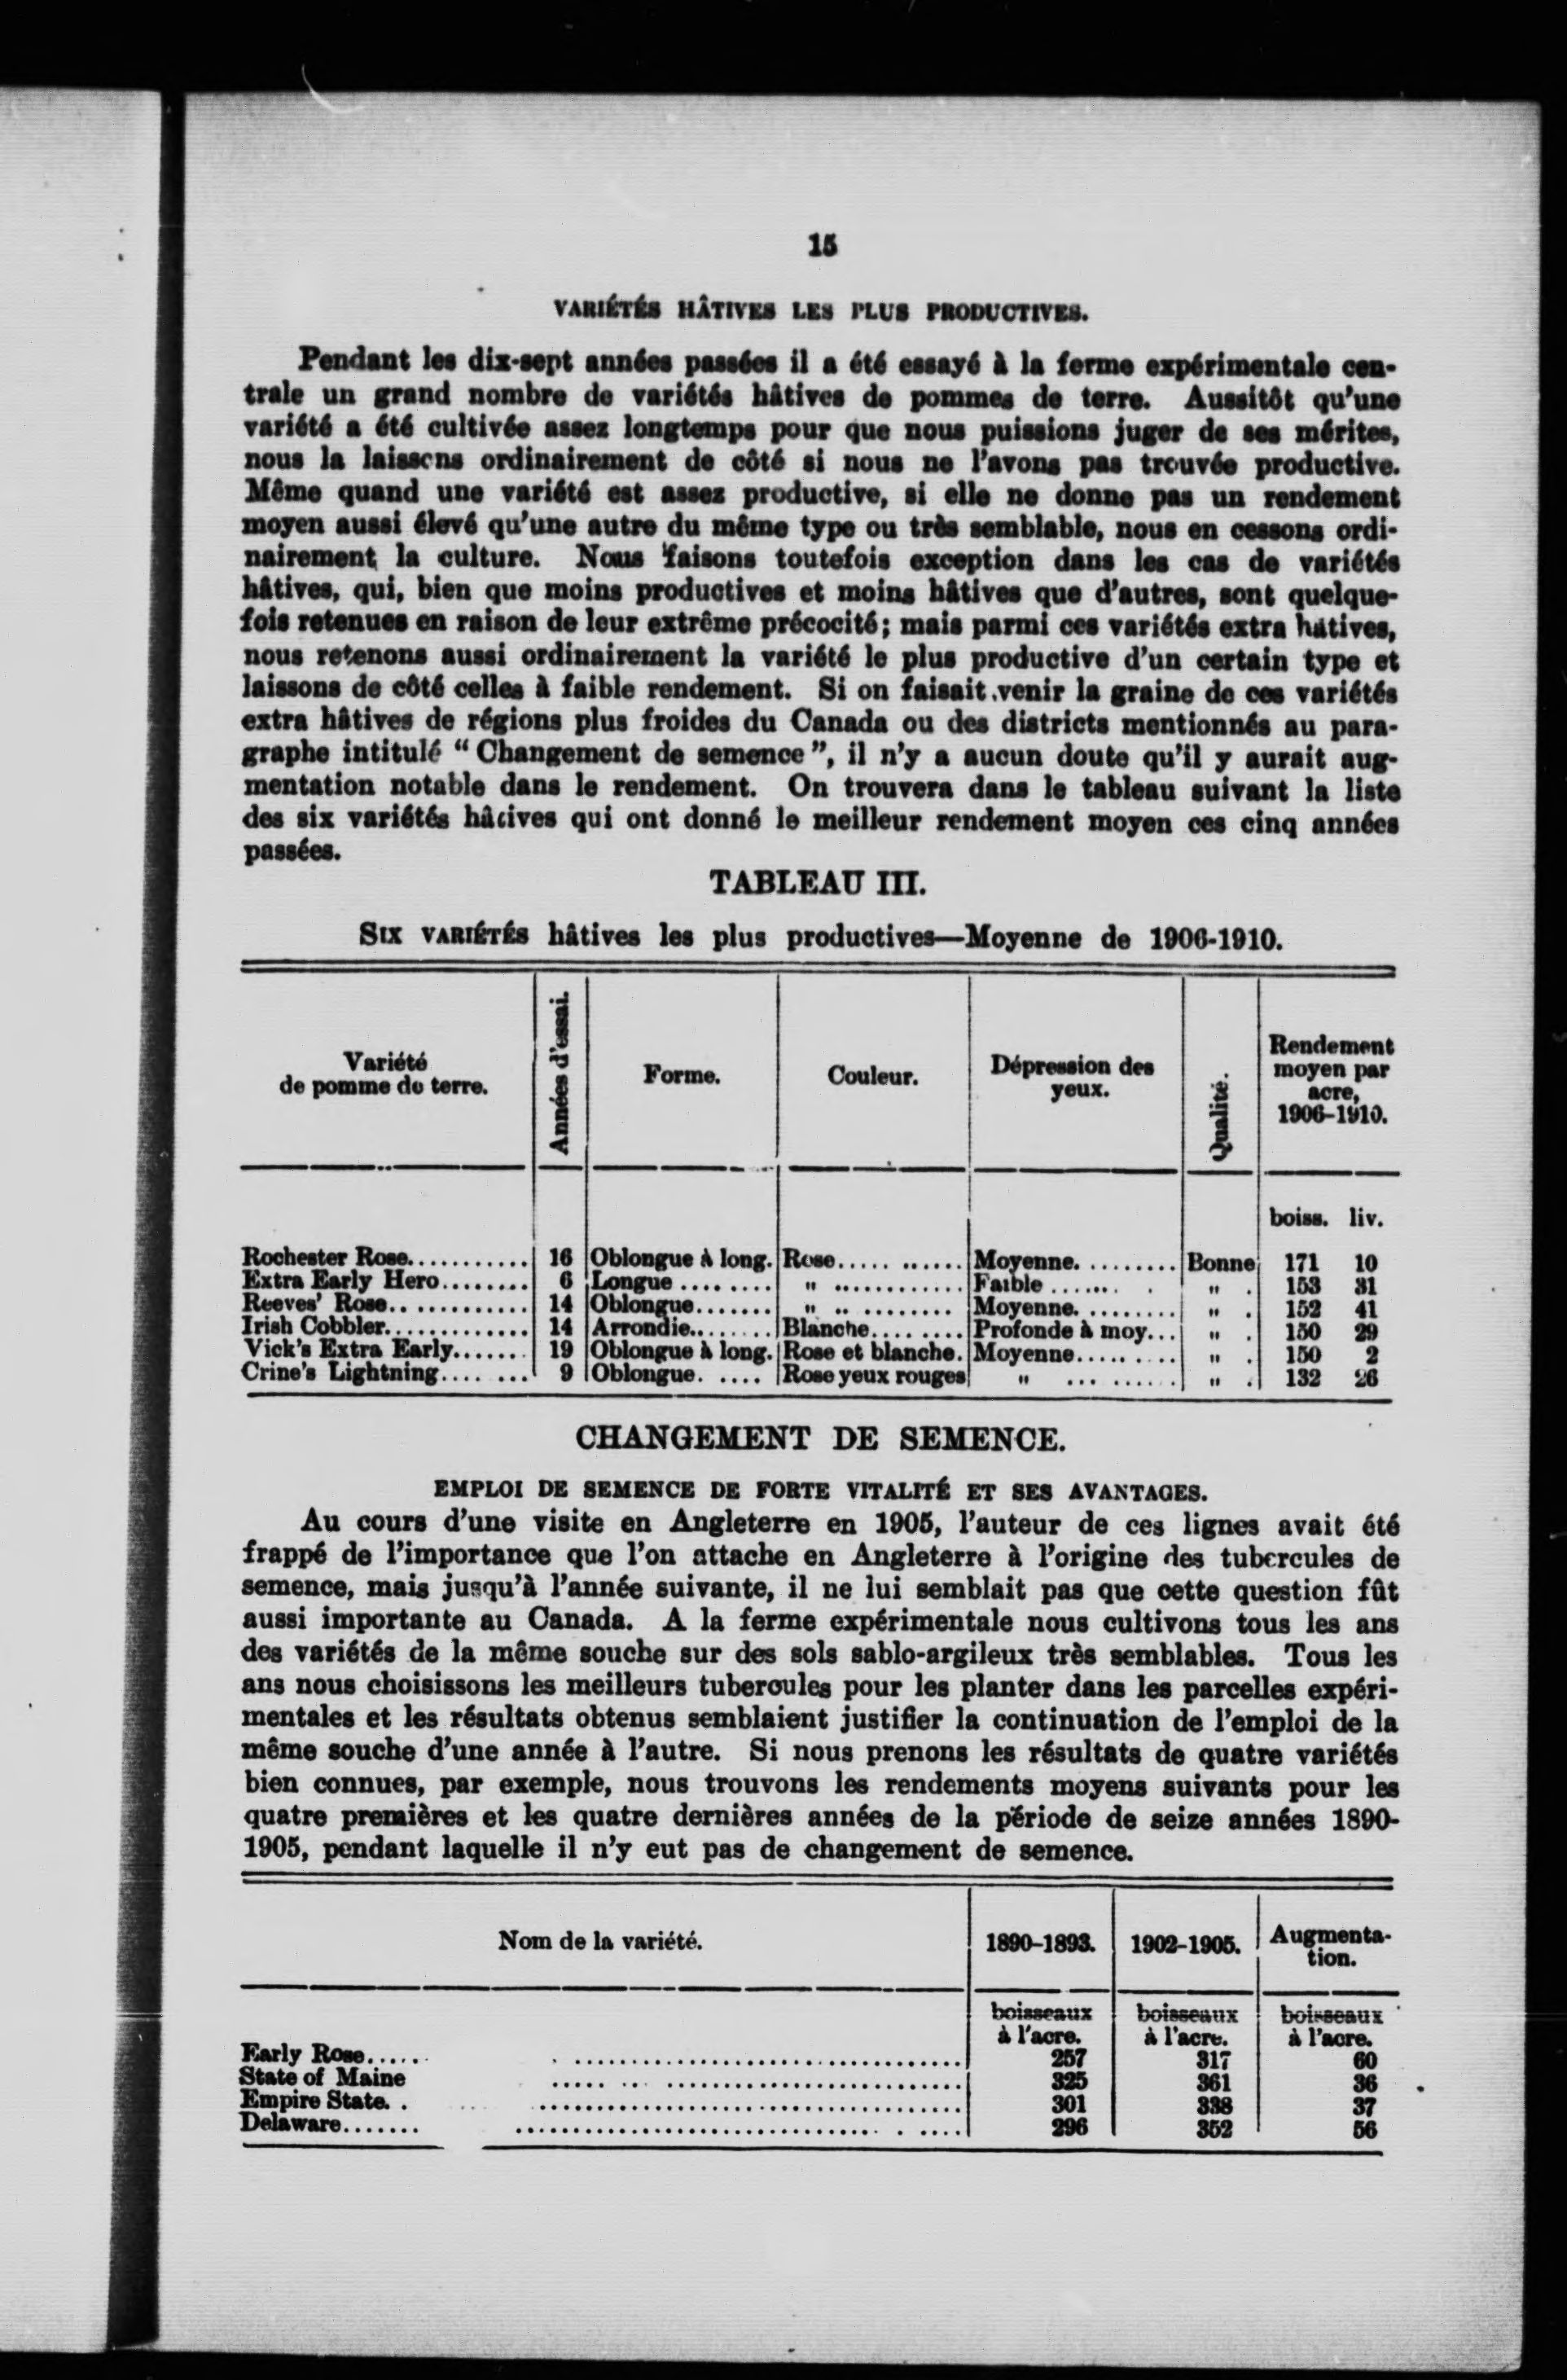 15
VARIÉTÉS HÂTIVES LES PLUS PRODUCTIVES.
Pendant les dix-sept années passées il a été essayé à la ferme expérimentale cen-
trale un grand nombre de variétés hâtives de pommes de terre. Aussitôt qu'une
variété a été cultivée assez longtemps pour que nous puissions juger de ses mérites,
nous la laissons ordinairement de côté si nous ne l'avons pas trouvée productive.
Même quand une variété est assez productive, si elle ne donne pas un rendement
moyen aussi élevé qu'une autre du même type ou très semblable, nous en cessons ordi-
nairement la culture. Nous faisons toutefois exception dans les cas de variétés
hâtives, qui, bien que moins productives et moins hâtives que d'autres, sont quelque-
fois retenues en raison de leur extrême précocité; mais parmi ces variétés extra hâtives,
nous retenons aussi ordinairement la variété le plus productive d'un certain type et
laissons de côté celles à faible rendement. Si on faisait venir la graine de ces variétés
extra hâtives de régions plus froides du Canada ou des districts mentionnés au para-
graphe intitulé " Changement de semence ", il n'y a aucun doute qu'il y aurait aug-
mentation notable dans le rendement. On trouvera dans le tableau suivant la liste
des six variétés hâtives qui ont donné le meilleur rendement moyen ces cinq années
passées.
TABLEAU III.
SIX VARIÉTÉS hâtives les plus productives—Moyenne de 1906-1910.
Variété de pomme de terre. Années d'essai. Forme. Couleur. Dépression des yeux. Qualité. Rendement moyen par acre, 1906-1910.
boiss. liv.
Rochester Rose............ 16 Oblongue à long. Rose........... Moyenne.......... Bonne 171 10
Extra Early Hero........ 6 Longue ........ " ............. Faible ....... . " . 153 31
Reeves' Rose............. 14 Oblongue....... " .. ......... Moyenne.......... " . 152 41
Irish Cobbler............. 14 Arrondie........ Blanche......... Profonde à moy... " . 150 29
Vick's Extra Early....... 19 Oblongue à long. Rose et blanche. Moyenne.......... " . 150 2
Crine's Lightning........ 9 Oblongue. .... Rose yeux rouges " ... ....... " . 132 26
CHANGEMENT DE SEMENCE.
EMPLOI DE SEMENCE DE FORTE VITALITÉ ET SES AVANTAGES.
Au cours d'une visite en Angleterre en 1905, l'auteur de ces lignes avait été
frappé de l'importance que l'on attache en Angleterre à l'origine des tubercules de
semence, mais jusqu'à l'année suivante, il ne lui semblait pas que cette question fût
aussi importante au Canada. A la ferme expérimentale nous cultivons tous les ans
des variétés de la même souche sur des sols sablo-argileux très semblables. Tous les
ans nous choisissons les meilleurs tubercules pour les planter dans les parcelles expéri-
mentales et les résultats obtenus semblaient justifier la continuation de l'emploi de la
même souche d'une année à l'autre. Si nous prenons les résultats de quatre variétés
bien connues, par exemple, nous trouvons les rendements moyens suivants pour les
quatre premières et les quatre dernières années de la période de seize années 1890-
1905, pendant laquelle il n'y eut pas de changement de semence.
Nom de la variété. 1890-1893. 1902-1905. Augmenta-
tion.
boisseaux boisseaux boisseaux
à l'acre. à l'acre. à l'acre.
Early Rose..... 257 317 60
State of Maine 325 361 36
Empire State. . 301 338 37
Delaware....... 296 352 56